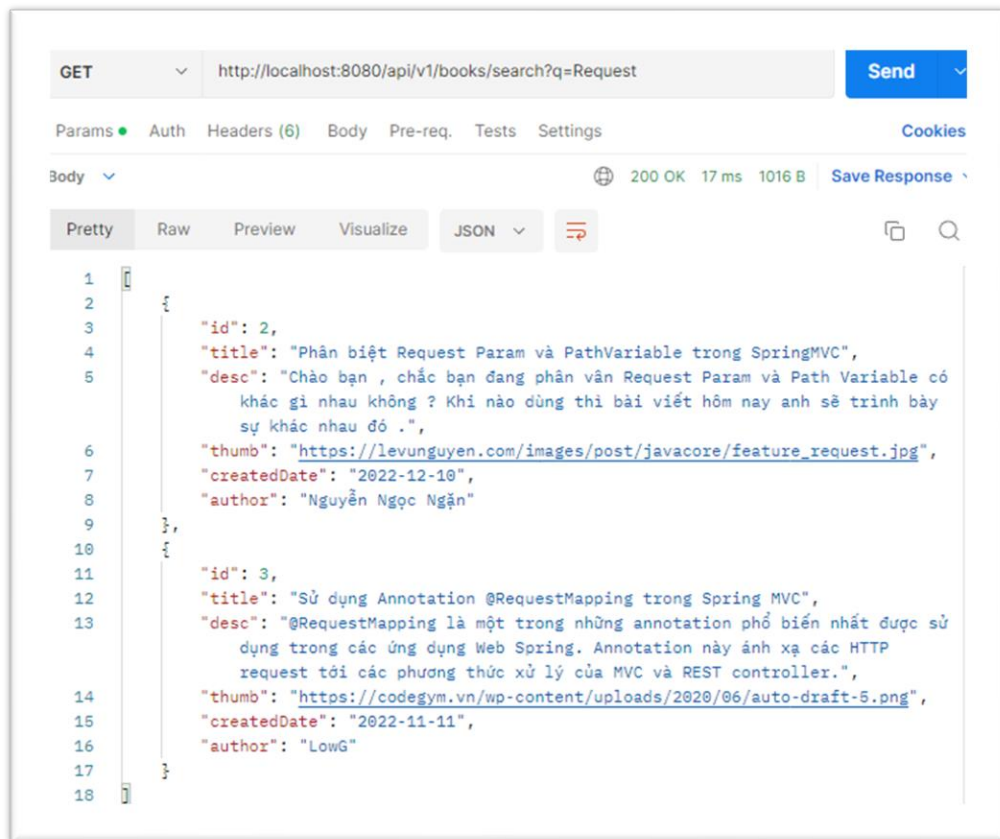 GET http://localhost:8080/api/v1/books/search?q=Request Send
Params Auth Headers (6) Body Pre-req. Tests Settings Cookies
Body 200 OK 17 ms 1016 B Save Response
Pretty Raw Preview Visualize JSON
1 [
2 {
3 "id": 2,
4 "title": "Phân biệt Request Param và PathVariable trong SpringMVC",
5 "desc": "Chào bạn , chắc bạn đang phân vân Request Param và Path Variable có
khác gì nhau không ? Khi nào dùng thì bài viết hôm nay anh sẽ trình bày
sự khác nhau đó .",
6 "thumb": "https://levunguyen.com/images/post/javacore/feature_request.jpg",
7 "createdDate": "2022-12-10",
8 "author": "Nguyễn Ngọc Ngặn"
9 },
10 {
11 "id": 3,
12 "title": "Sử dụng Annotation @RequestMapping trong Spring MVC",
13 "desc": "@RequestMapping là một trong những annotation phổ biến nhất được sử
dụng trong các ứng dụng Web Spring. Annotation này ánh xạ các HTTP
request tới các phương thức xử lý của MVC và REST controller.",
14 "thumb": "https://codegym.vn/wp-content/uploads/2020/06/auto-draft-5.png",
15 "createdDate": "2022-11-11",
16 "author": "LowG"
17 }
18 ]